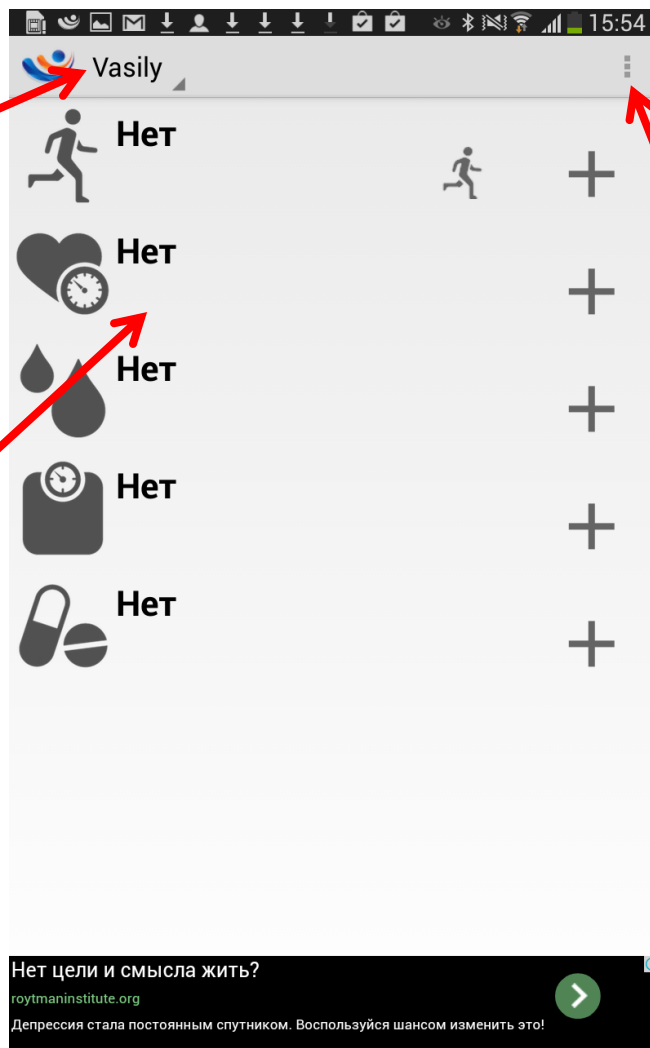 15:54
Vasily
Нет
Нет
Нет
Нет
Нет
Нет цели и смысла жить?
roytmaninstitute.org
Депрессия стала постоянным спутником. Воспользуйся шансом изменить это!